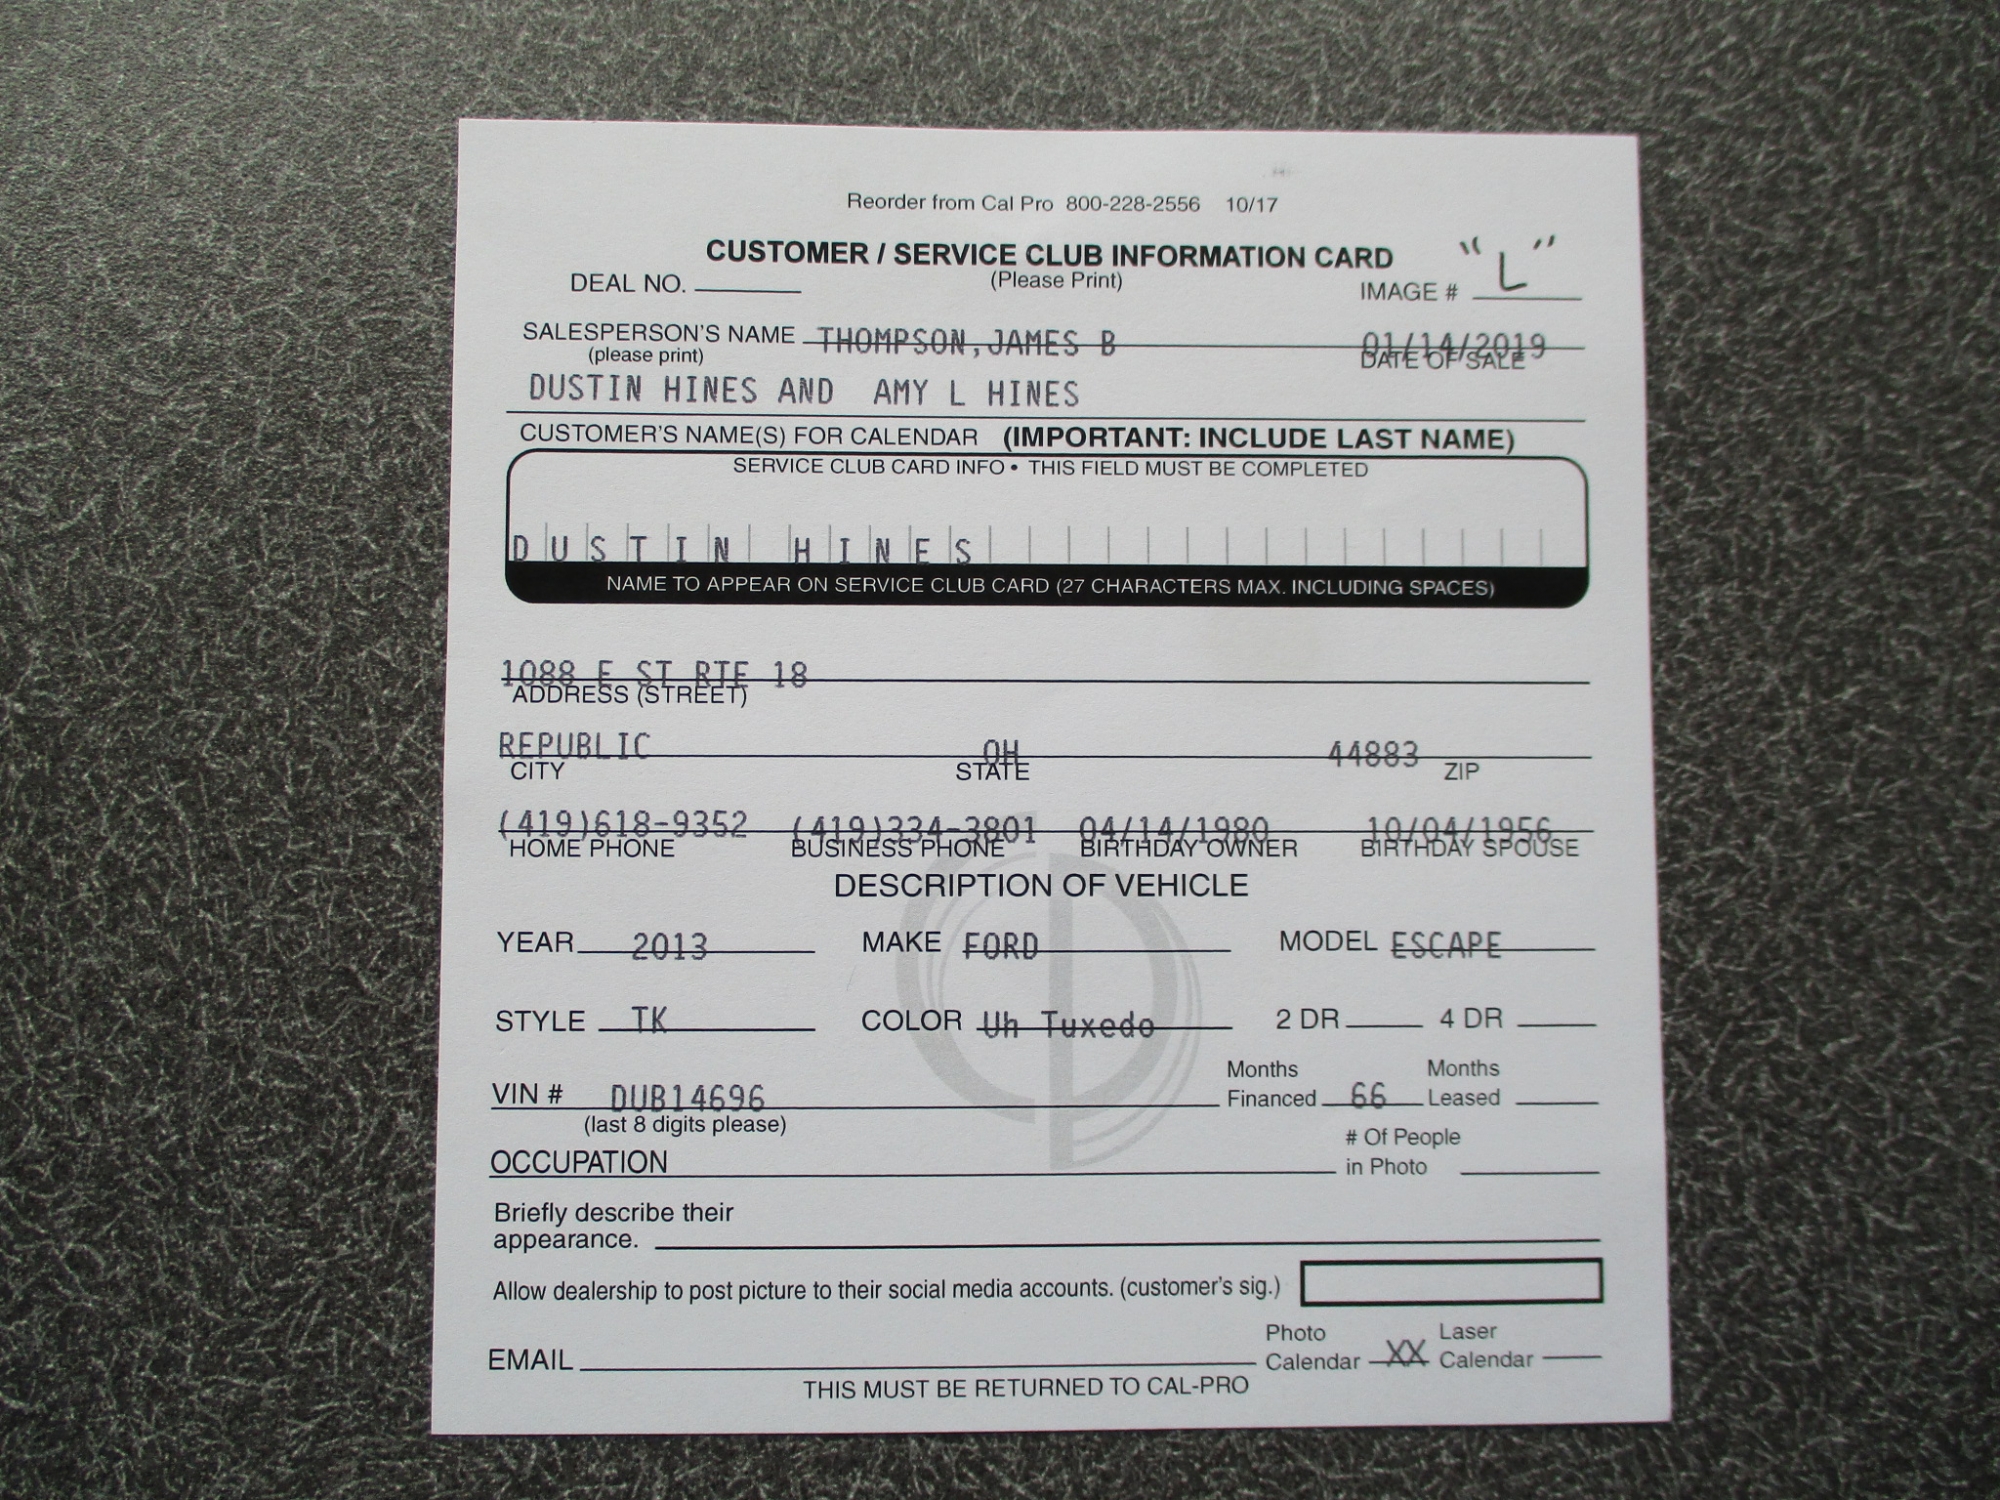 Reorder from Cal Pro 800-228-2556 10/17
CUSTOMER / SERVICE CLUB INFORMATION CARD
(Please Print)
DEAL NO.
IMAGE # "L"
SALESPERSON'S NAME THOMPSON,JAMES B 01/14/2019
(please print) DATE OF SALE
DUSTIN HINES AND AMY L HINES
CUSTOMER'S NAME(S) FOR CALENDAR (IMPORTANT: INCLUDE LAST NAME)
SERVICE CLUB CARD INFO • THIS FIELD MUST BE COMPLETED
DUSTIN HINES
NAME TO APPEAR ON SERVICE CLUB CARD (27 CHARACTERS MAX. INCLUDING SPACES)
1088 E ST RTE 18
ADDRESS (STREET)
REPUBLIC OH 44883
CITY STATE ZIP
(419)618-9352 (419)334-3801 04/14/1980 10/04/1956
HOME PHONE BUSINESS PHONE BIRTHDAY OWNER BIRTHDAY SPOUSE
DESCRIPTION OF VEHICLE
YEAR 2013 MAKE FORD MODEL ESCAPE
STYLE TK COLOR Uh Tuxedo 2 DR 4 DR
VIN # DUB14696 Months Financed 66 Months Leased
(last 8 digits please)
OCCUPATION # Of People in Photo
Briefly describe their
appearance.
Allow dealership to post picture to their social media accounts. (customer's sig.)
EMAIL Photo Calendar XX Laser Calendar
THIS MUST BE RETURNED TO CAL-PRO